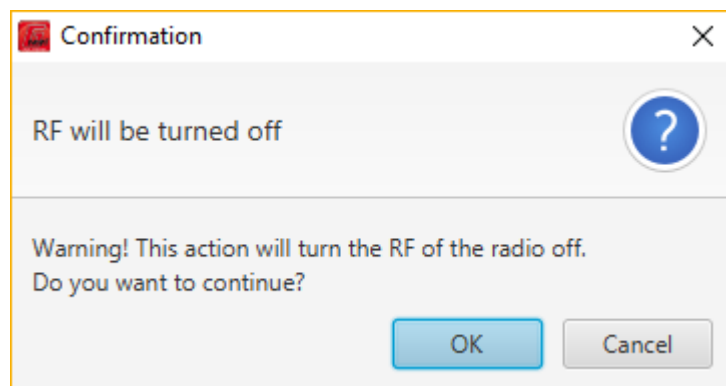 Confirmation
RF will be turned off
?
Warning! This action will turn the RF of the radio off.
Do you want to continue?
OK
Cancel